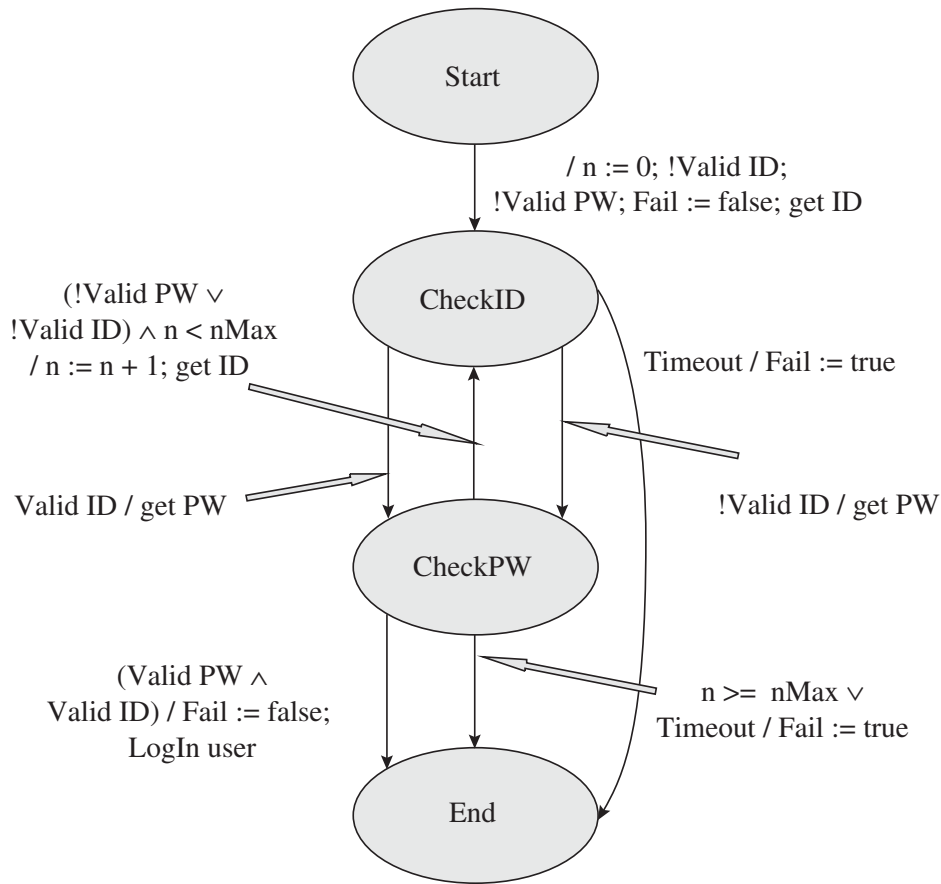 Start
/ n := 0; !Valid ID;
!Valid PW; Fail := false; get ID
CheckID
(!Valid PW ∨
!Valid ID) ∧ n < nMax
/ n := n + 1; get ID
Timeout / Fail := true
Valid ID / get PW
!Valid ID / get PW
CheckPW
(Valid PW ∧
Valid ID) / Fail := false;
LogIn user
n >= nMax ∨
Timeout / Fail := true
End